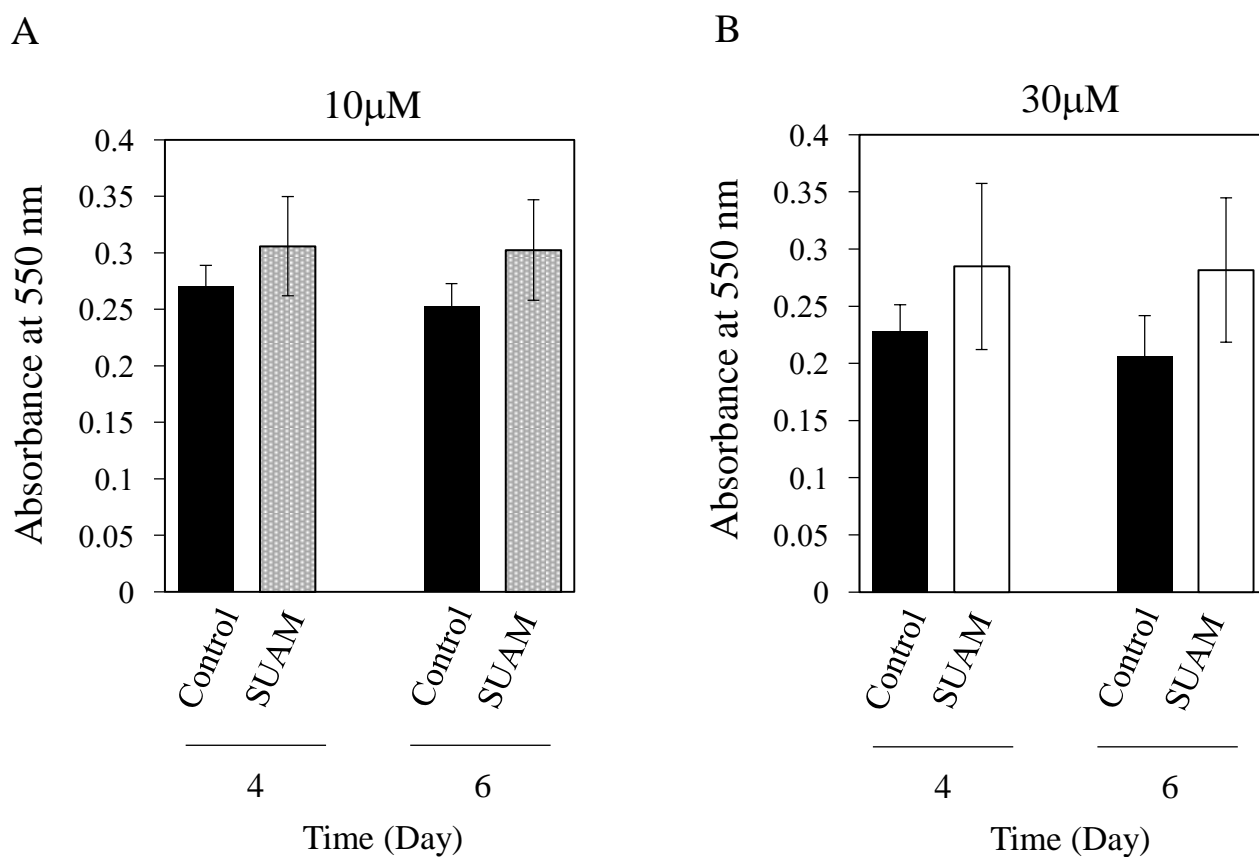 A
10μM
Absorbance at 550 nm
0.4
0.35
0.3
0.25
0.2
0.15
0.1
0.05
0
Control
SUAM
Control
SUAM
4
6
Time (Day)
B
30μM
Absorbance at 550 nm
0.4
0.35
0.3
0.25
0.2
0.15
0.1
0.05
0
Control
SUAM
Control
SUAM
4
6
Time (Day)